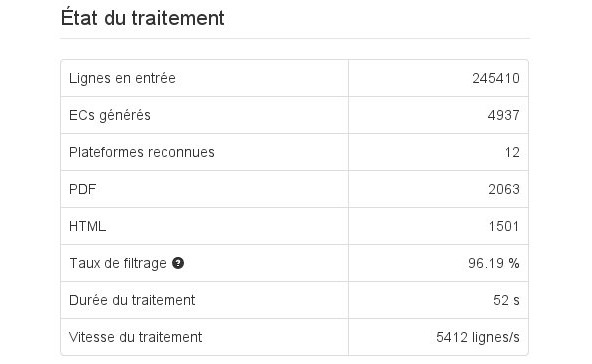 État du traitement
Lignes en entrée 245410
ECs générés 4937
Plateformes reconnues 12
PDF 2063
HTML 1501
Taux de filtrage ? 96.19 %
Durée du traitement 52 s
Vitesse du traitement 5412 lignes/s